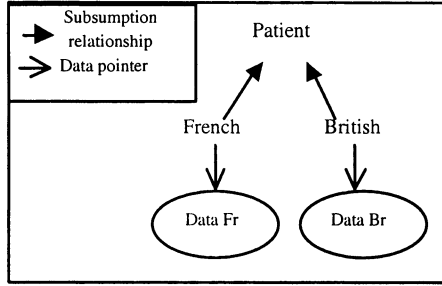 Subsumption
relationship
Data pointer
Patient
French British
Data Fr Data Br